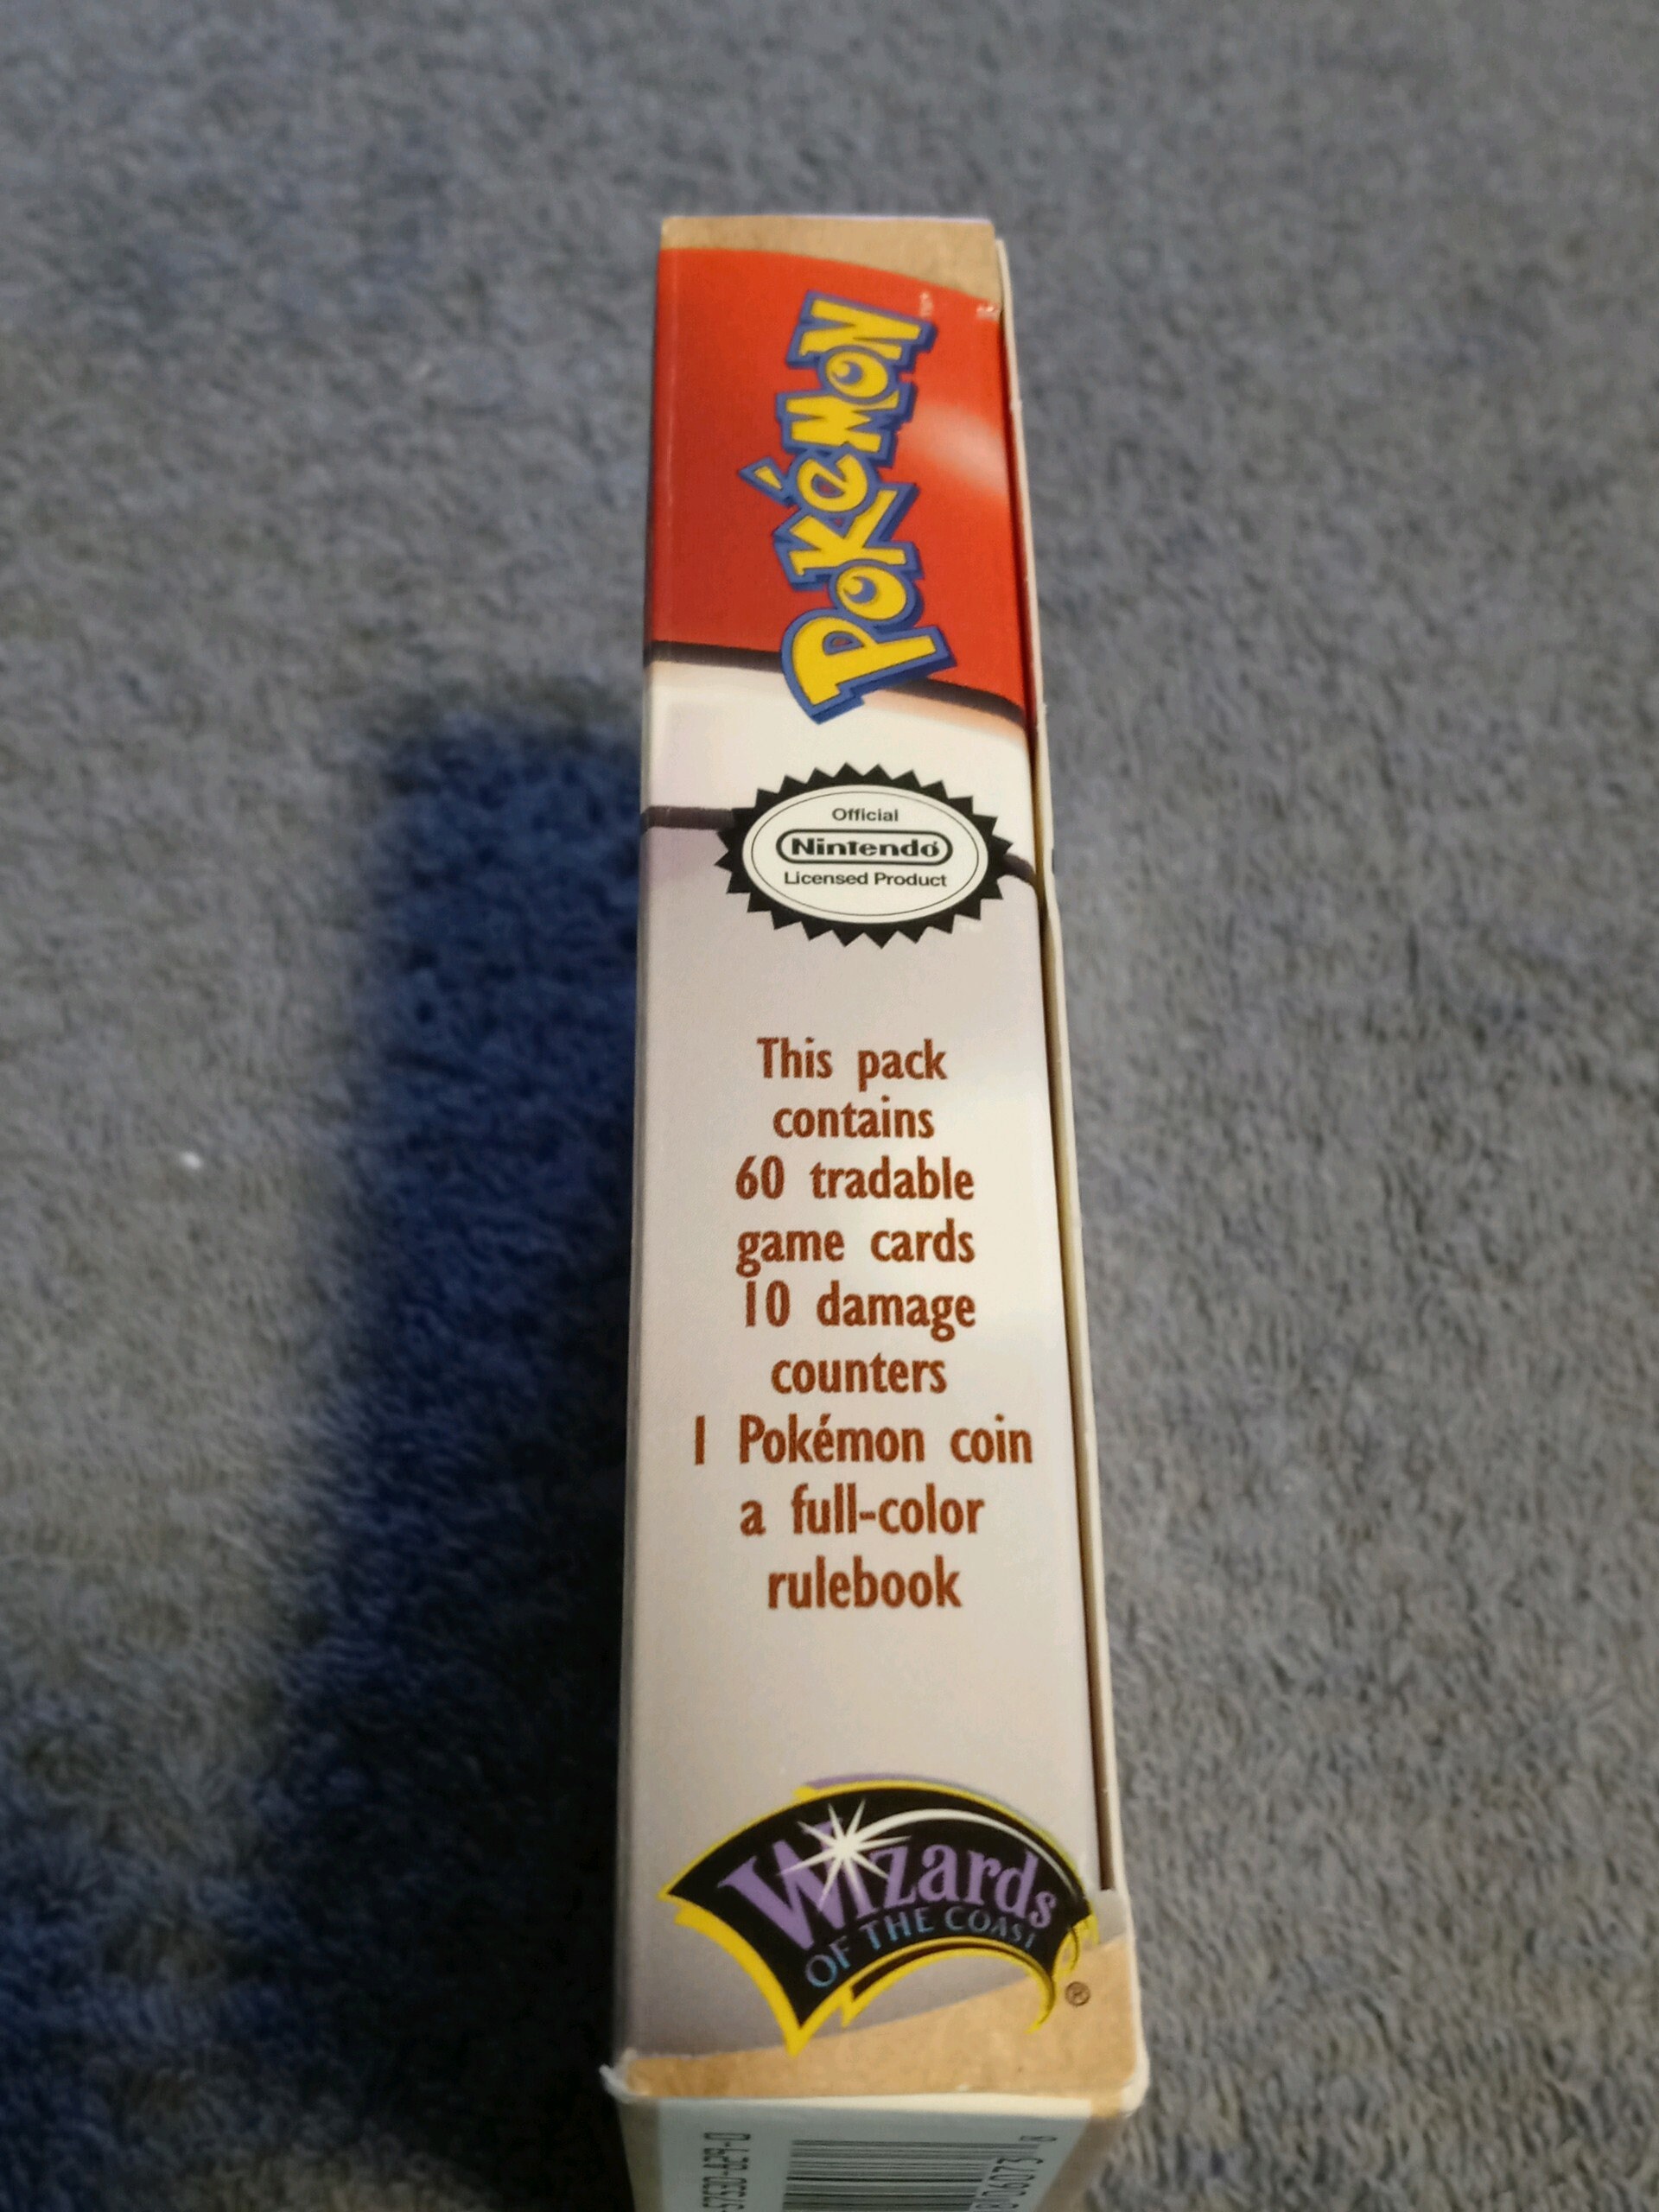 Pokémon
TM
Official
Nintendo
Licensed Product
This pack
contains
60 tradable
game cards
10 damage
counters
1 Pokémon coin
a full-color
rulebook
Wizards
OF THE COAST
®